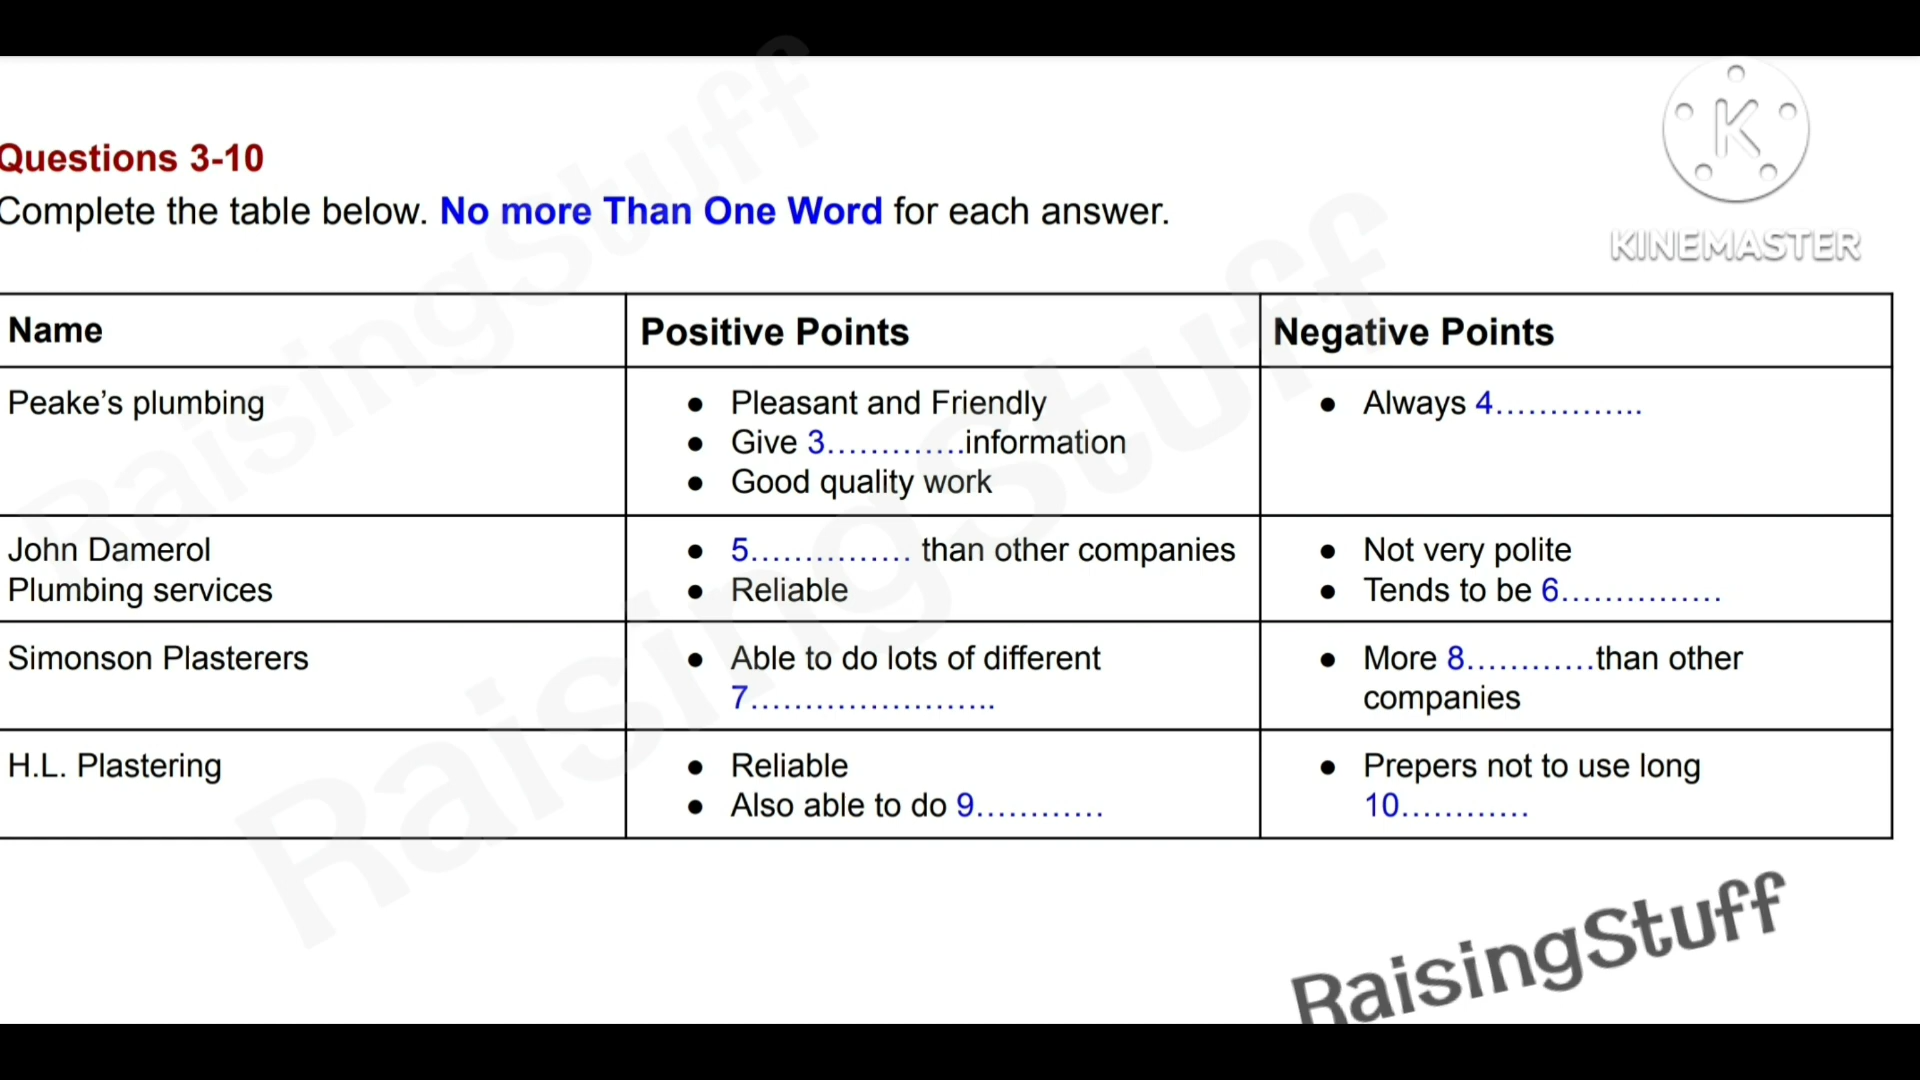 KINEMASTER
Questions 3-10
Complete the table below. No more Than One Word for each answer.
Name Positive Points Negative Points
Peake's plumbing
● Pleasant and Friendly
● Give 3.............information
● Good quality work
● Always 4..............
John Damerol
Plumbing services
● 5............... than other companies
● Reliable
● Not very polite
● Tends to be 6...............
Simonson Plasterers
● Able to do lots of different
7.......................
● More 8............than other
companies
H.L. Plastering
● Reliable
● Also able to do 9............
● Prepers not to use long
10............
RaisingStuff
RaisingStuff
RaisingStuff